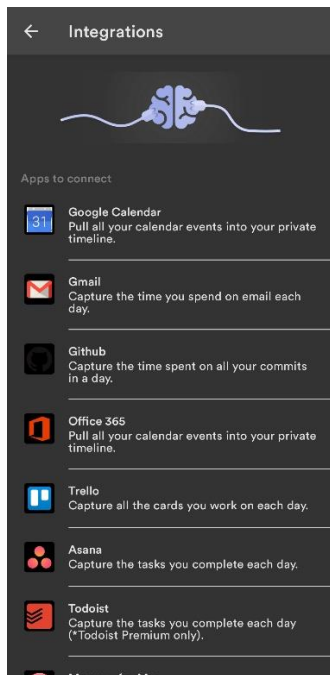 Integrations
Apps to connect
31
Google Calendar
Pull all your calendar events into your private
timeline.
Gmail
Capture the time you spend on email each
day.
Github
Capture the time spent on all your commits
in a day.
Office 365
Pull all your calendar events into your private
timeline.
Trello
Capture all the cards you work on each day.
Asana
Capture the tasks you complete each day.
Todoist
Capture the tasks you complete each day
(*Todoist Premium only).